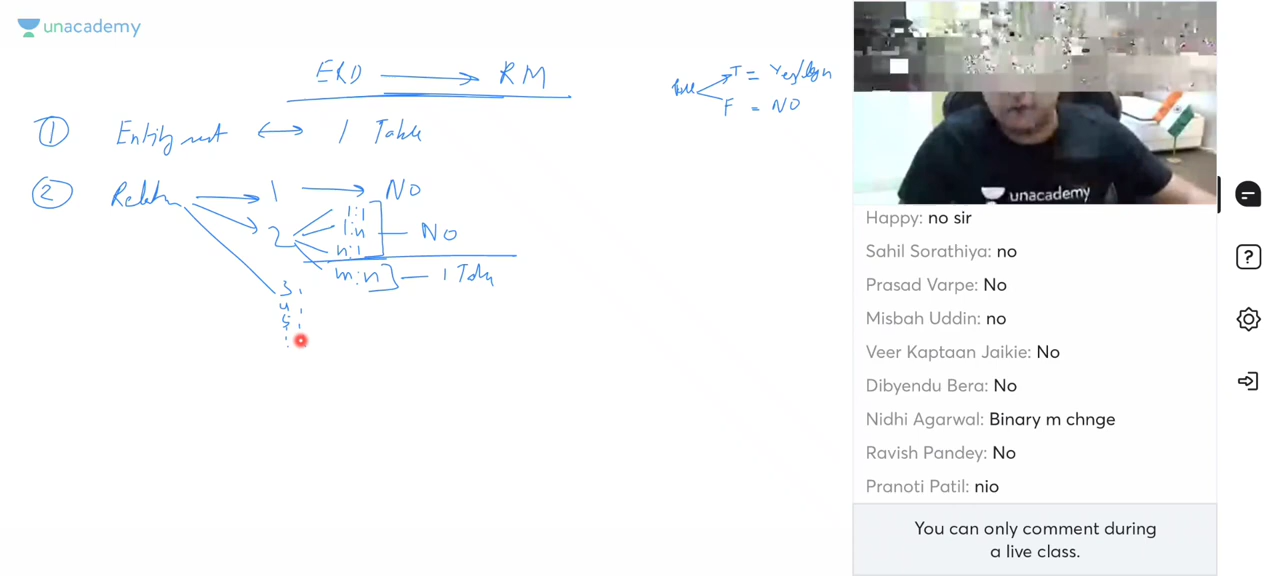 unacademy
ERD → RM
T = Yes/
F = NO
① Entity set ↔ 1 Table
② Relation → 1 → NO
2
1:1
1:n
n:1
NO
m:n — 1 Table
3
4
5
unacademy
Happy: no sir
Sahil Sorathiya: no
Prasad Varpe: No
Misbah Uddin: no
Veer Kaptaan Jaikie: No
Dibyendu Bera: No
Nidhi Agarwal: Binary m chnge
Ravish Pandey: No
Pranoti Patil: nio
You can only comment during
a live class.